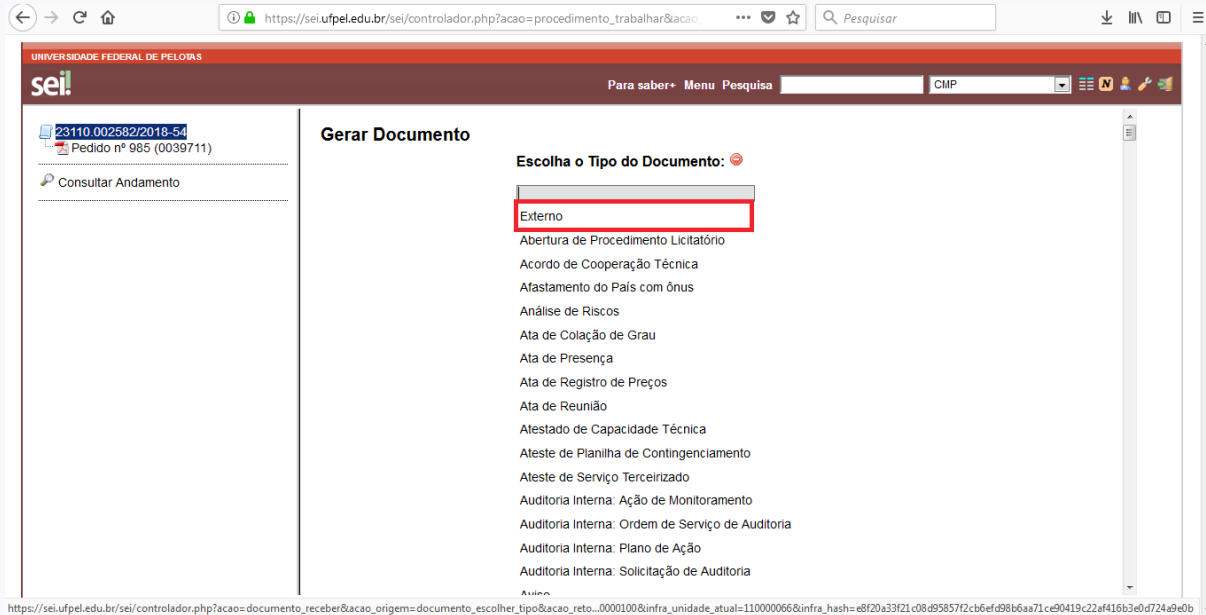 https://sei.ufpel.edu.br/sei/controlador.php?acao=procedimento_trabalhar&acao
Pesquisar
UNIVERSIDADE FEDERAL DE PELOTAS
sei!
Para saber+ Menu Pesquisa
CMP
N
23110.002582/2018-54
Pedido nº 985 (0039711)
Consultar Andamento
Gerar Documento
Escolha o Tipo do Documento:
Externo
Abertura de Procedimento Licitatório
Acordo de Cooperação Técnica
Afastamento do País com ônus
Análise de Riscos
Ata de Colação de Grau
Ata de Presença
Ata de Registro de Preços
Ata de Reunião
Atestado de Capacidade Técnica
Ateste de Planilha de Contingenciamento
Ateste de Serviço Terceirizado
Auditoria Interna: Ação de Monitoramento
Auditoria Interna: Ordem de Serviço de Auditoria
Auditoria Interna: Plano de Ação
Auditoria Interna: Solicitação de Auditoria
Aviso
https://sei.ufpel.edu.br/sei/controlador.php?acao=documento_receber&acao_origem=documento_escolher_tipo&acao_reto...0000100&infra_unidade_atual=110000066&infra_hash=e8f20a33f21c08d95857f2cb6efd98b6aa71ce90419c22af416b3e0d724a9e0b